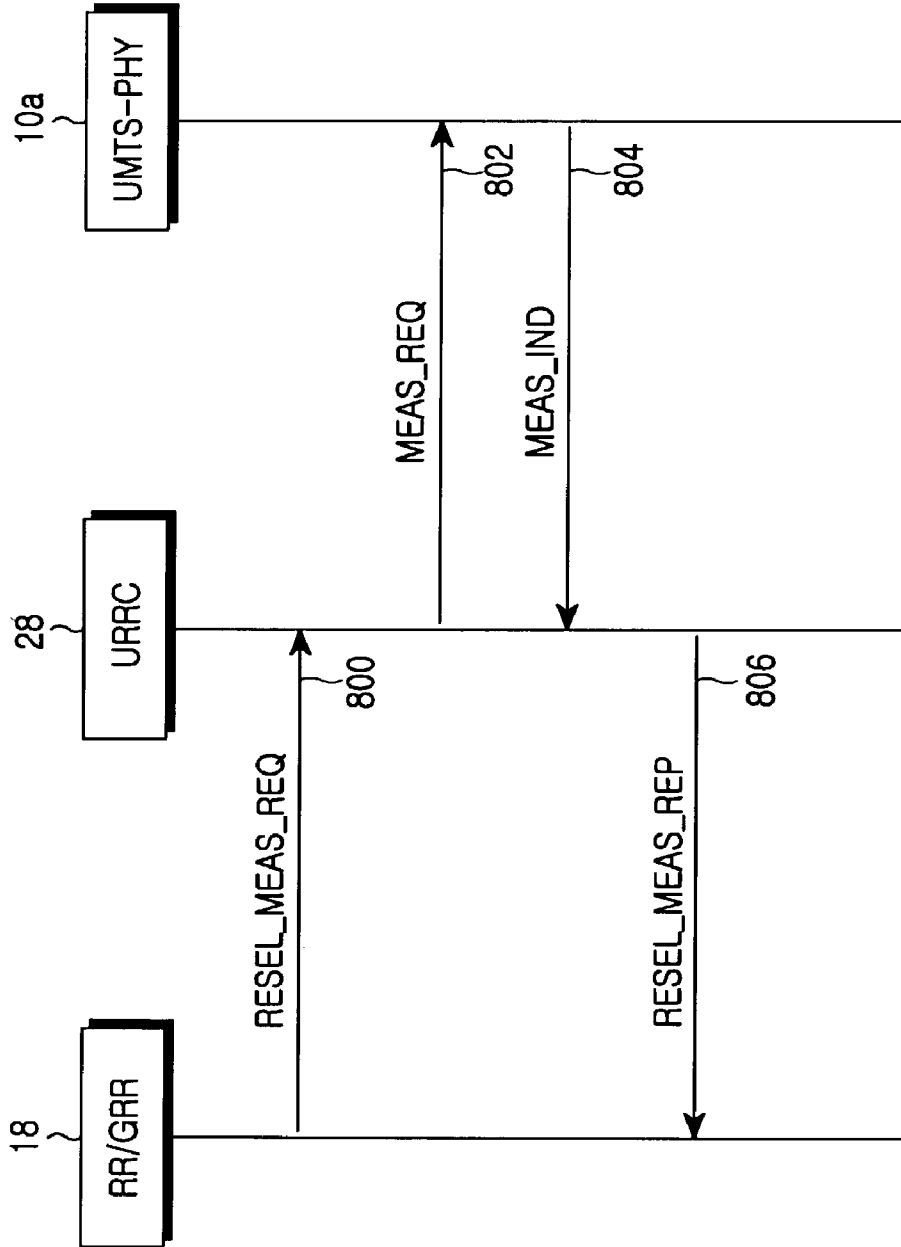 18
RR/GRR
28
URRC
10a
UMTS-PHY
RESEL_MEAS_REQ
800
MEAS_REQ
802
MEAS_IND
804
RESEL_MEAS_REP
806